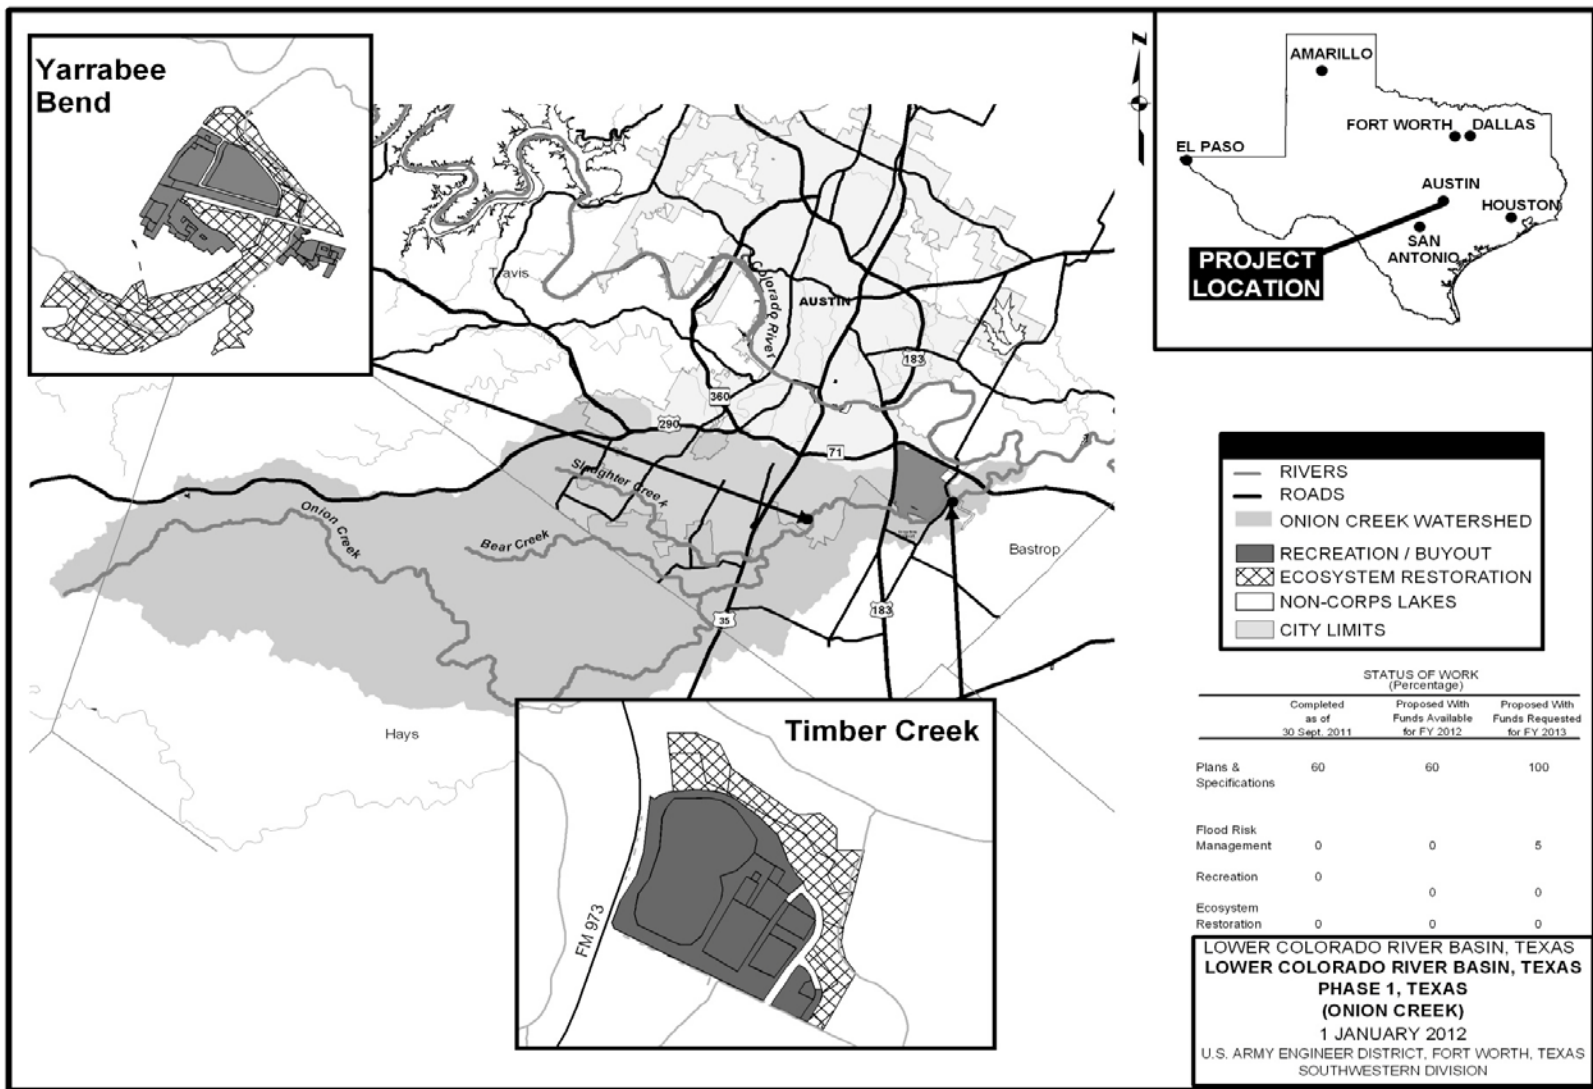 Yarrabee
Bend
N
AMARILLO
FORT WORTH
DALLAS
EL PASO
AUSTIN
HOUSTON
SAN
ANTONIO
PROJECT
LOCATION
Travis
Colorado River
AUSTIN
183
360
290
71
Slaughter Creek
Onion Creek
Bear Creek
Bastrop
35
183
Hays
RIVERS
ROADS
ONION CREEK WATERSHED
RECREATION / BUYOUT
ECOSYSTEM RESTORATION
NON-CORPS LAKES
CITY LIMITS
Timber Creek
FM 973
STATUS OF WORK
(Percentage)
Completed as of 30 Sept. 2011
Proposed With Funds Available for FY 2012
Proposed With Funds Requested for FY 2013
Plans & 60 60 100
Specifications
Flood Risk
Management 0 0 5
Recreation 0
0 0
Ecosystem
Restoration 0 0 0
LOWER COLORADO RIVER BASIN, TEXAS
LOWER COLORADO RIVER BASIN, TEXAS
PHASE 1, TEXAS
(ONION CREEK)
1 JANUARY 2012
U.S. ARMY ENGINEER DISTRICT, FORT WORTH, TEXAS
SOUTHWESTERN DIVISION